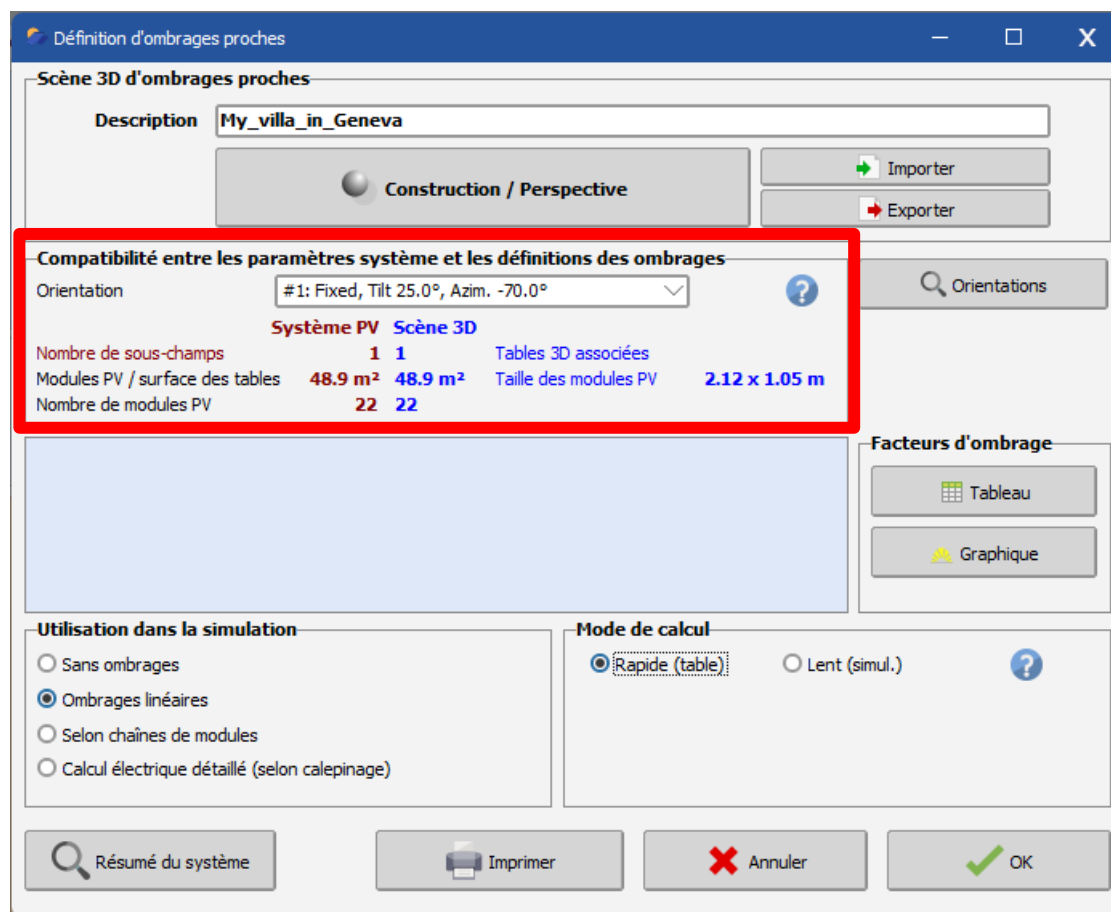 Définition d'ombrages proches
Scène 3D d'ombrages proches
Description My_villa_in_Geneva
Construction / Perspective
Importer
Exporter
Compatibilité entre les paramètres système et les définitions des ombrages
Orientation #1: Fixed, Tilt 25.0°, Azim. -70.0° ?
Orientations
Système PV Scène 3D
Nombre de sous-champs 1 1 Tables 3D associées
Modules PV / surface des tables 48.9 m² 48.9 m² Taille des modules PV 2.12 x 1.05 m
Nombre de modules PV 22 22
Facteurs d'ombrage
Tableau
Graphique
Utilisation dans la simulation
Sans ombrages
Ombrages linéaires
Selon chaînes de modules
Calcul électrique détaillé (selon calepinage)
Mode de calcul
Rapide (table) Lent (simul.) ?
Résumé du système Imprimer Annuler OK